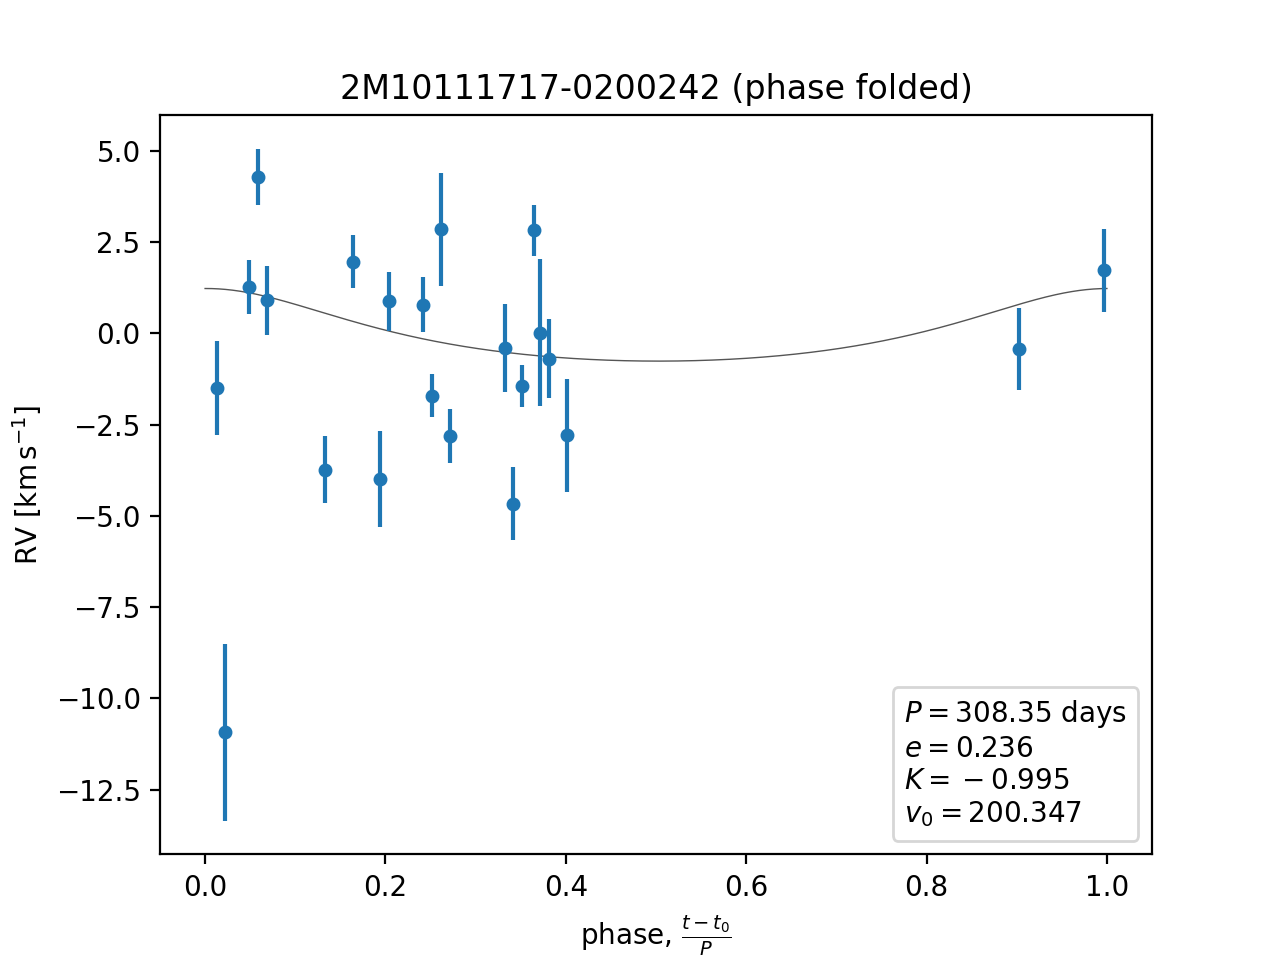 2M10111717-0200242 (phase folded)
RV [km s⁻¹]
5.0
2.5
0.0
−2.5
−5.0
−7.5
−10.0
−12.5
P = 308.35 days
e = 0.236
K = −0.995
v₀ = 200.347
0.0 0.2 0.4 0.6 0.8 1.0
phase, (t − t₀)/P